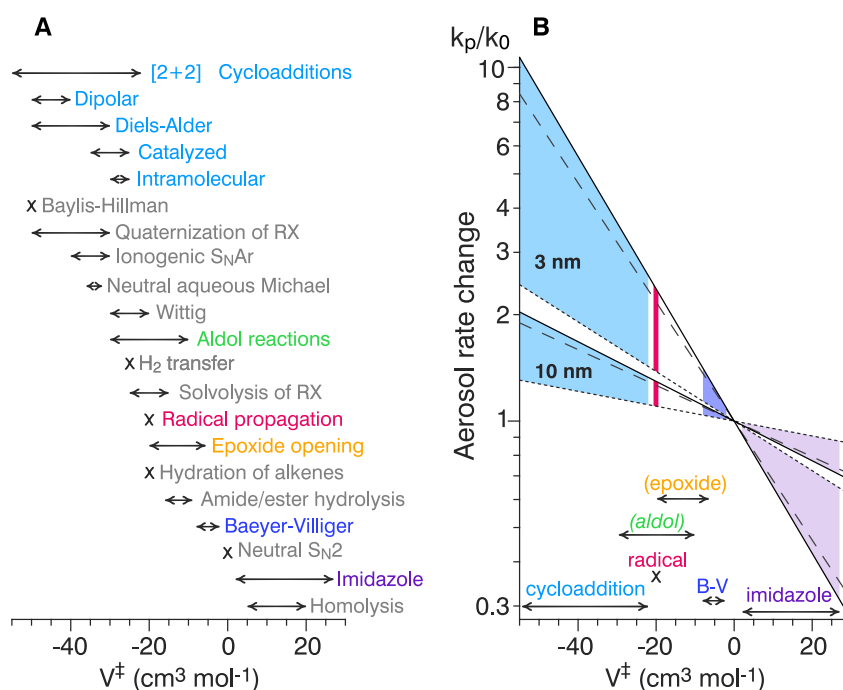 A
[2+2] Cycloadditions
Dipolar
Diels-Alder
Catalyzed
Intramolecular
Baylis-Hillman
Quaternization of RX
Ionogenic SNAr
Neutral aqueous Michael
Wittig
Aldol reactions
H2 transfer
Solvolysis of RX
Radical propagation
Epoxide opening
Hydration of alkenes
Amide/ester hydrolysis
Baeyer-Villiger
Neutral SN2
Imidazole
Homolysis
-40 -20 0 20
V‡ (cm³ mol-1)
kp/k0
B
10
8
6
5
4
3
2
1
0.3
Aerosol rate change
3 nm
10 nm
(epoxide)
(aldol)
radical
cycloaddition
B-V
imidazole
-40 -20 0 20
V‡ (cm³ mol-1)